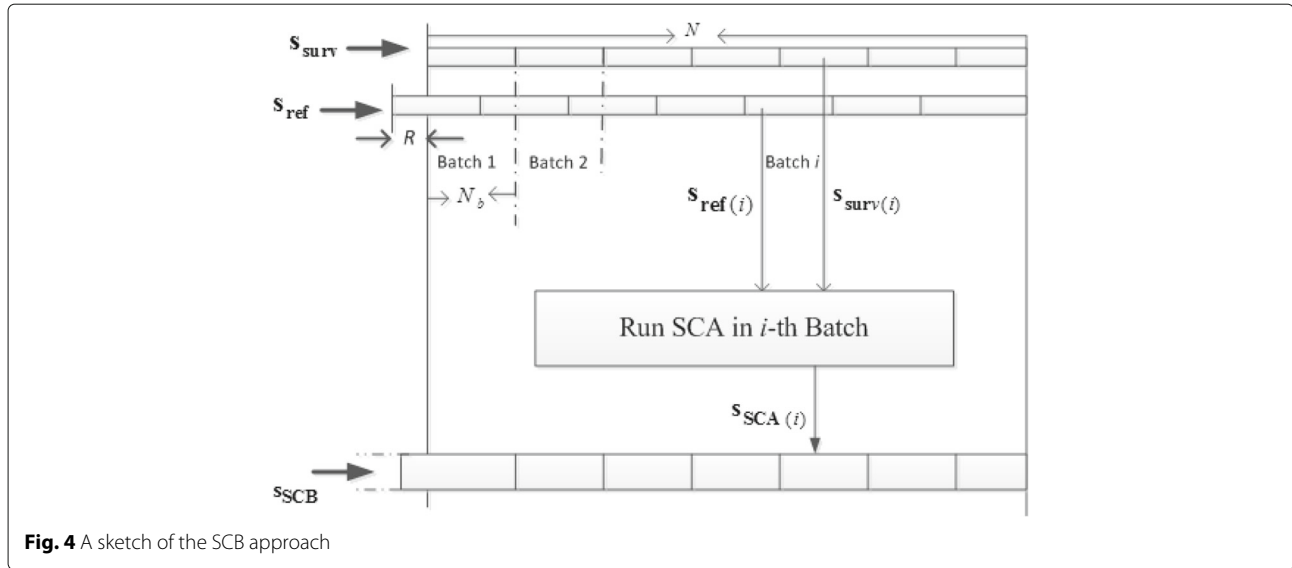 N
s_surv
s_ref
R
Batch 1 Batch 2 Batch i
N_b
s_ref(i) s_surv(i)
Run SCA in i-th Batch
s_SCA(i)
s_SCB
Fig. 4 A sketch of the SCB approach